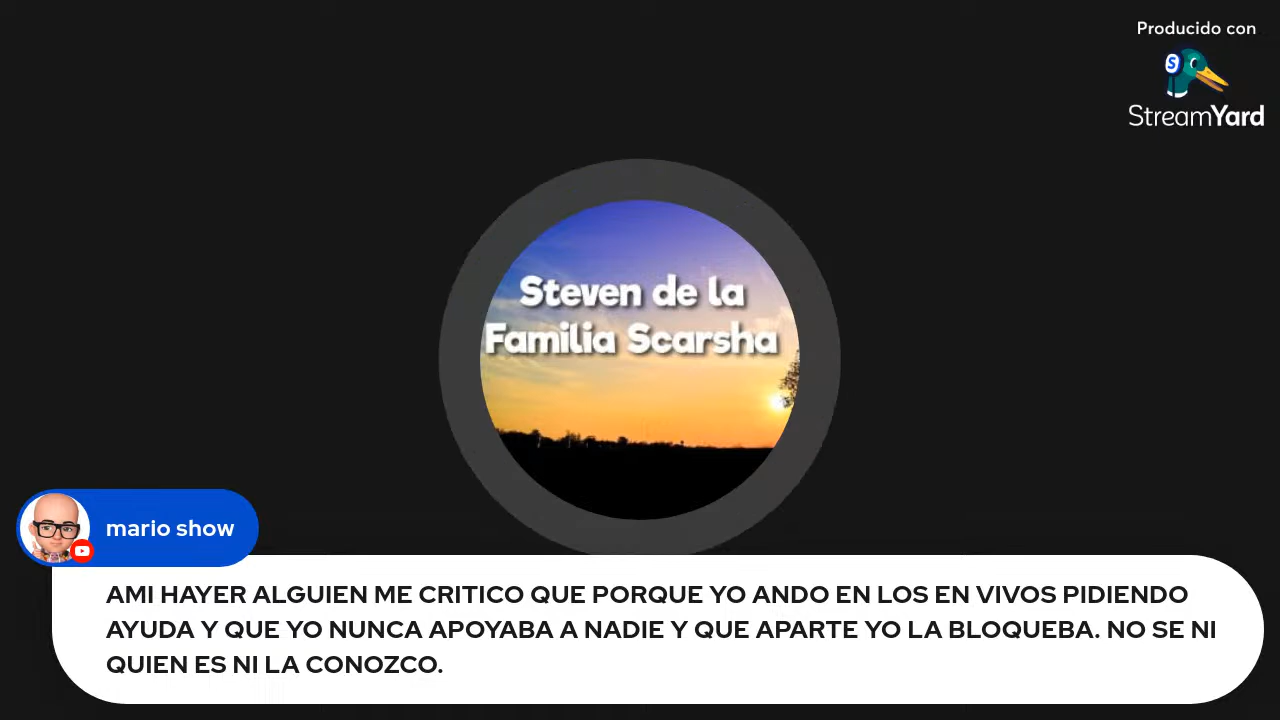 Producido con
StreamYard
Steven de la
Familia Scarsha
mario show
AMI HAYER ALGUIEN ME CRITICO QUE PORQUE YO ANDO EN LOS EN VIVOS PIDIENDO
AYUDA Y QUE YO NUNCA APOYABA A NADIE Y QUE APARTE YO LA BLOQUEBA. NO SE NI
QUIEN ES NI LA CONOZCO.